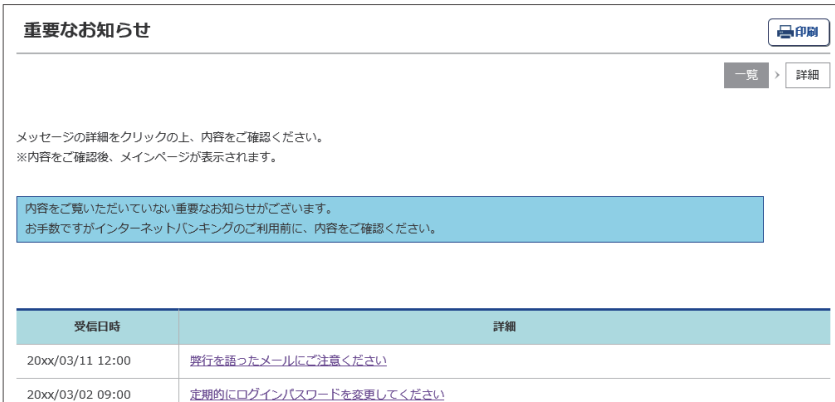 重要なお知らせ
印刷
一覧 › 詳細
メッセージの詳細をクリックの上、内容をご確認ください。
※内容をご確認後、メインページが表示されます。
内容をご覧いただいていない重要なお知らせがございます。
お手数ですがインターネットバンキングのご利用前に、内容をご確認ください。
受信日時 詳細
20xx/03/11 12:00 弊行を語ったメールにご注意ください
20xx/03/02 09:00 定期的にログインパスワードを変更してください